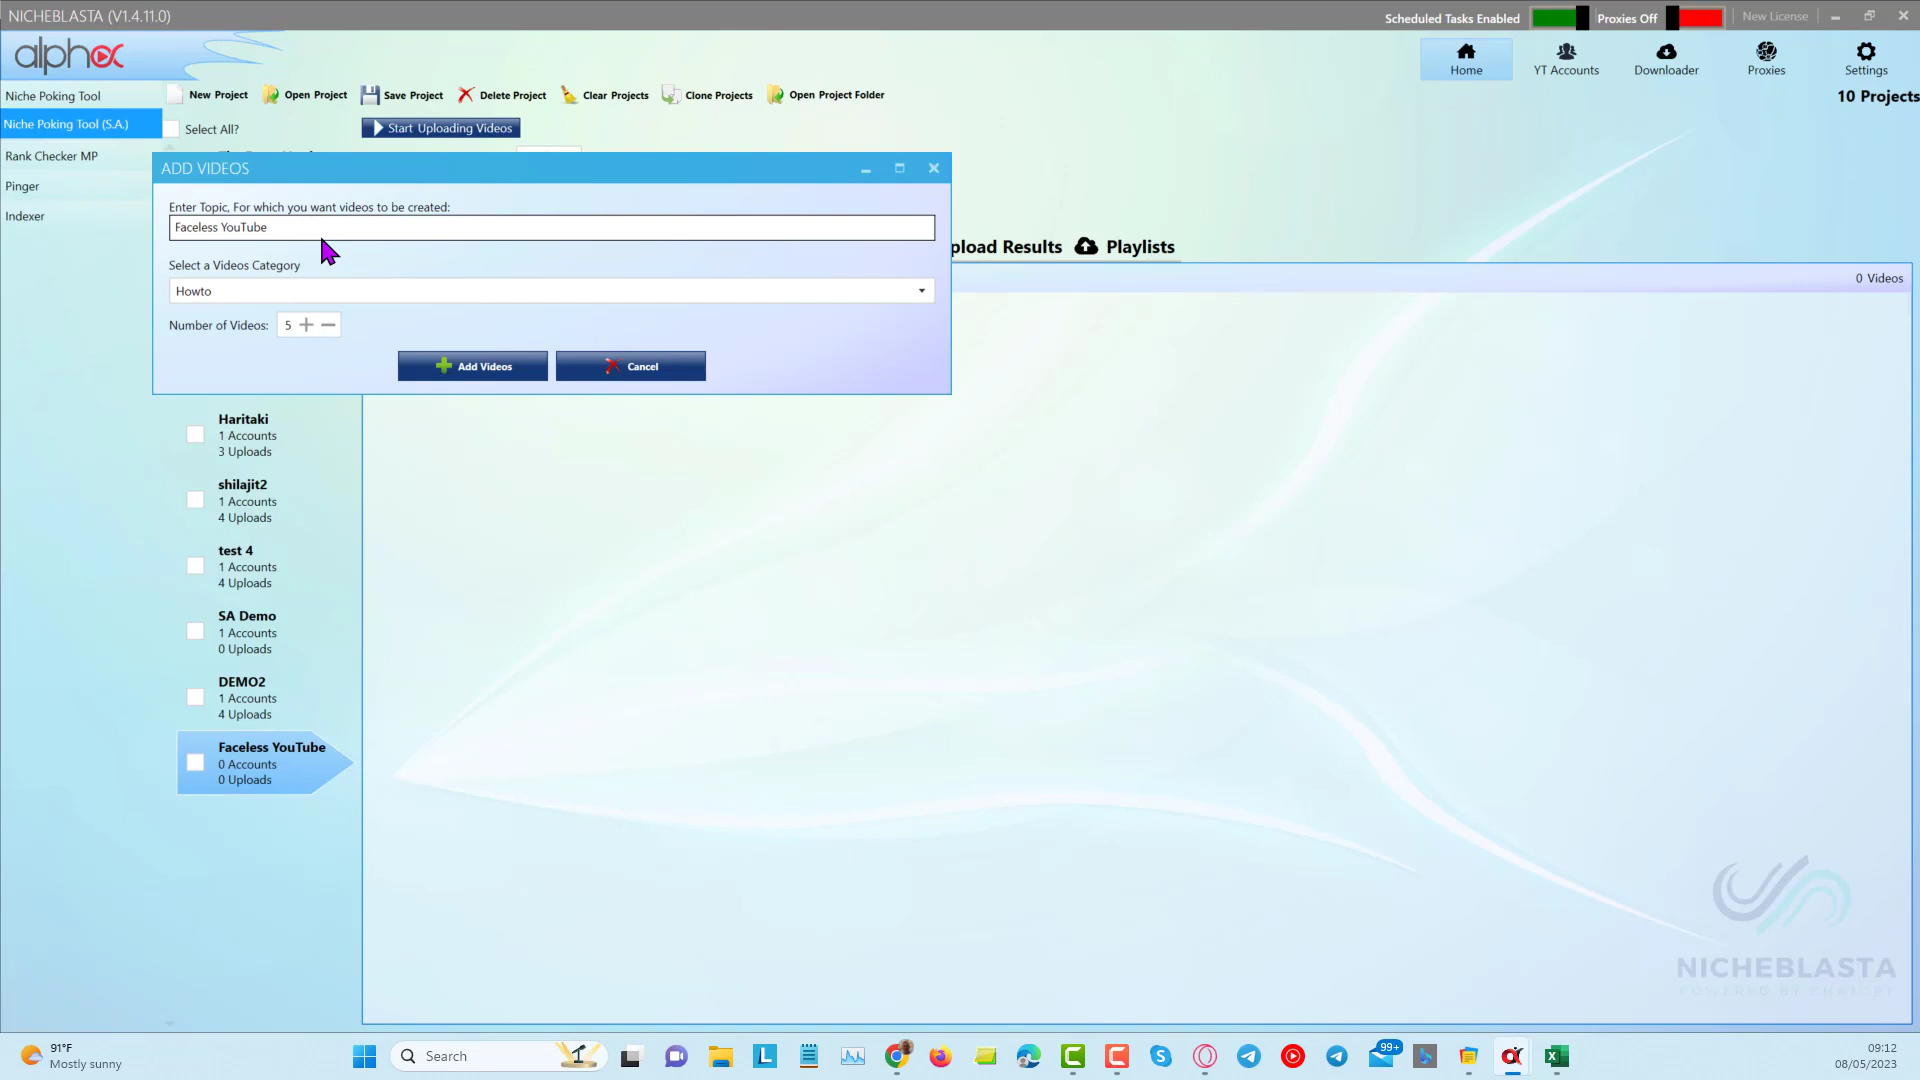 NICHEBLASTA (V1.4.11.0)
Scheduled Tasks Enabled
Proxies Off
New License
alpha
Home
YT Accounts
Downloader
Proxies
Settings
Niche Poking Tool
New Project
Open Project
Save Project
Delete Project
Clear Projects
Clone Projects
Open Project Folder
10 Projects
Niche Poking Tool (S.A.)
Select All?
Start Uploading Videos
Rank Checker MP
Pinger
Indexer
ADD VIDEOS
Enter Topic, For which you want videos to be created:
Faceless YouTube
Select a Videos Category
Howto
Number of Videos: 5
Add Videos
Cancel
pload Results
Playlists
0 Videos
Haritaki
1 Accounts
3 Uploads
shilajit2
1 Accounts
4 Uploads
test 4
1 Accounts
4 Uploads
SA Demo
1 Accounts
0 Uploads
DEMO2
1 Accounts
4 Uploads
Faceless YouTube
0 Accounts
0 Uploads
NICHEBLASTA
POWERED BY CHATGPT
91°F
Mostly sunny
Search
99+
09:12
08/05/2023